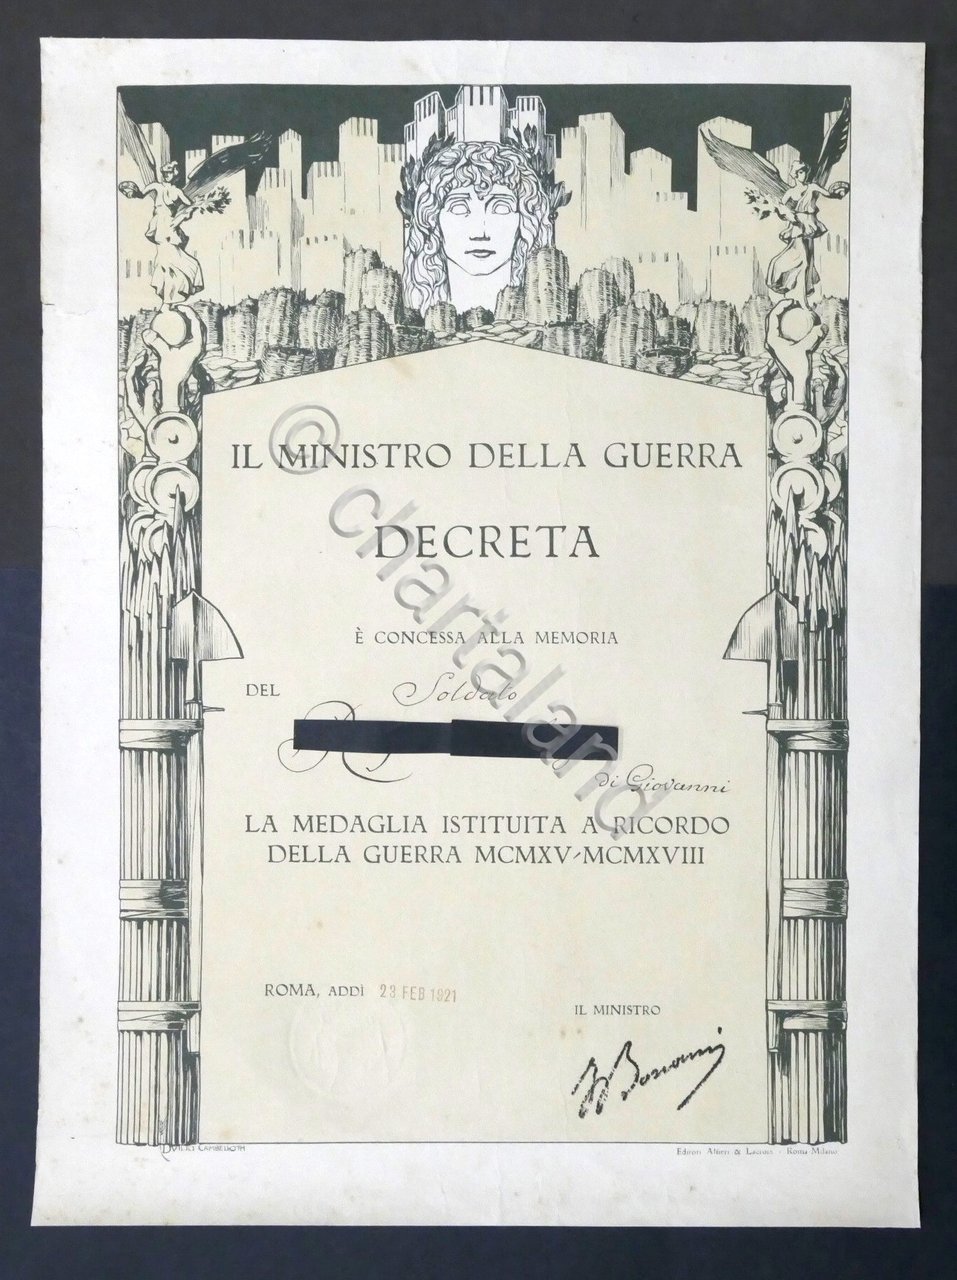 IL MINISTRO DELLA GUERRA
DECRETA
È CONCESSA ALLA MEMORIA
DEL Soldato
di Giovanni
LA MEDAGLIA ISTITUITA A RICORDO
DELLA GUERRA MCMXV-MCMXVIII
ROMA, ADDÌ 23 FEB 1921
IL MINISTRO
Bonomi
DUILIO CAMBELLOTTI
Editori Alfieri & Lacroix - Roma-Milano
© chartaland